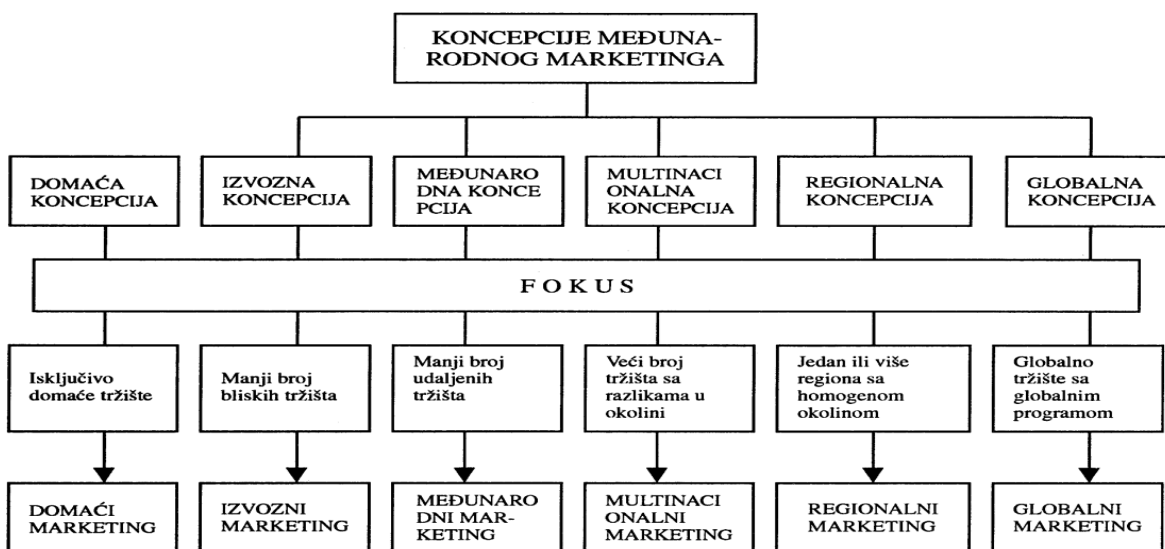 KONCEPCIJE MEĐUNA-
RODNOG MARKETINGA
DOMAĆA
KONCEPCIJA
IZVOZNA
KONCEPCIJA
MEĐUNARO
DNA KONCE
PCIJA
MULTINACI
ONALNA
KONCEPCIJA
REGIONALNA
KONCEPCIJA
GLOBALNA
KONCEPCIJA
F O K U S
Isključivo
domaće tržište
Manji broj
bliskih tržišta
Manji broj
udaljenih
tržišta
Veći broj
tržišta sa
razlikama u
okolini
Jedan ili više
regiona sa
homogenom
okolinom
Globalno
tržište sa
globalnim
programom
DOMAĆI
MARKETING
IZVOZNI
MARKETING
MEĐUNARO
DNI MAR-
KETING
MULTINACI
ONALNI
MARKETING
REGIONALNI
MARKETING
GLOBALNI
MARKETING